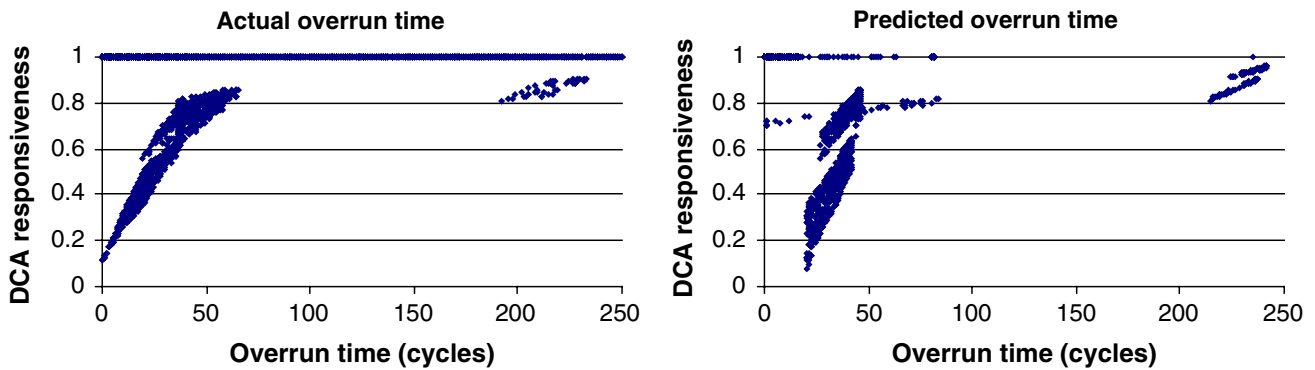 Actual overrun time
DCA responsiveness
1
0.8
0.6
0.4
0.2
0
0 50 100 150 200 250
Overrun time (cycles)
Predicted overrun time
DCA responsiveness
1
0.8
0.6
0.4
0.2
0
0 50 100 150 200 250
Overrun time (cycles)